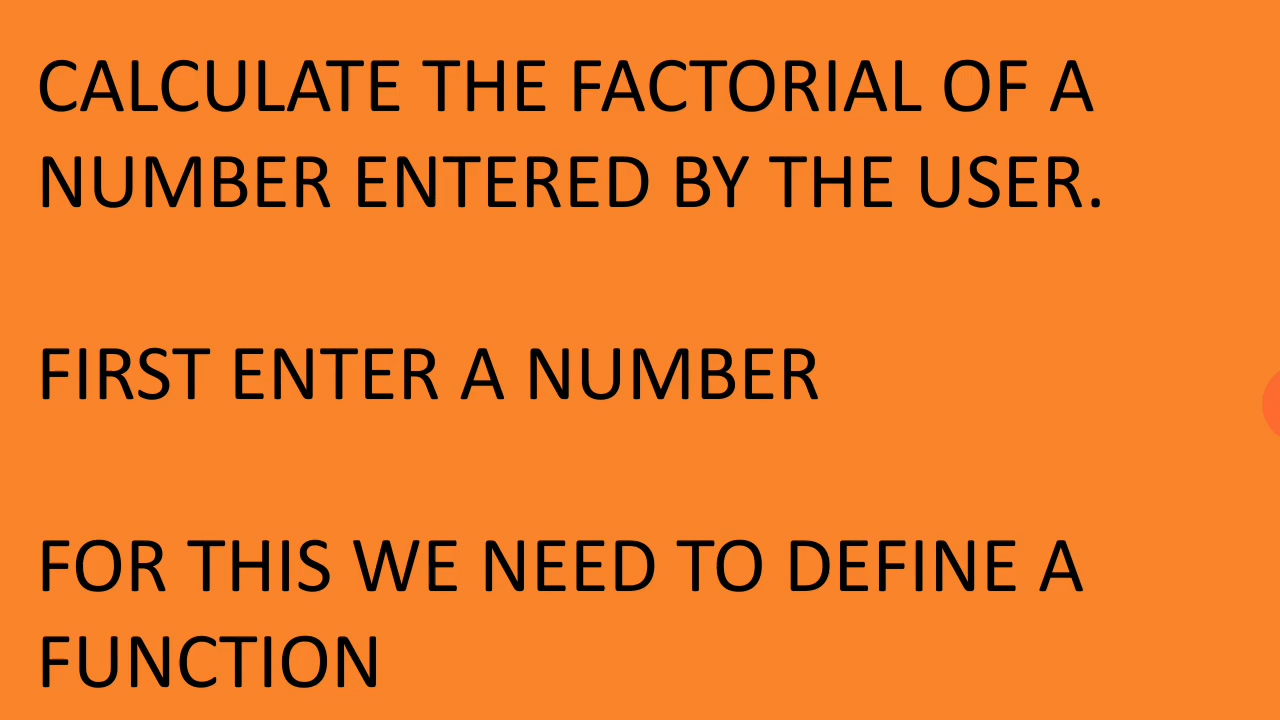 CALCULATE THE FACTORIAL OF A
NUMBER ENTERED BY THE USER.
FIRST ENTER A NUMBER
FOR THIS WE NEED TO DEFINE A
FUNCTION